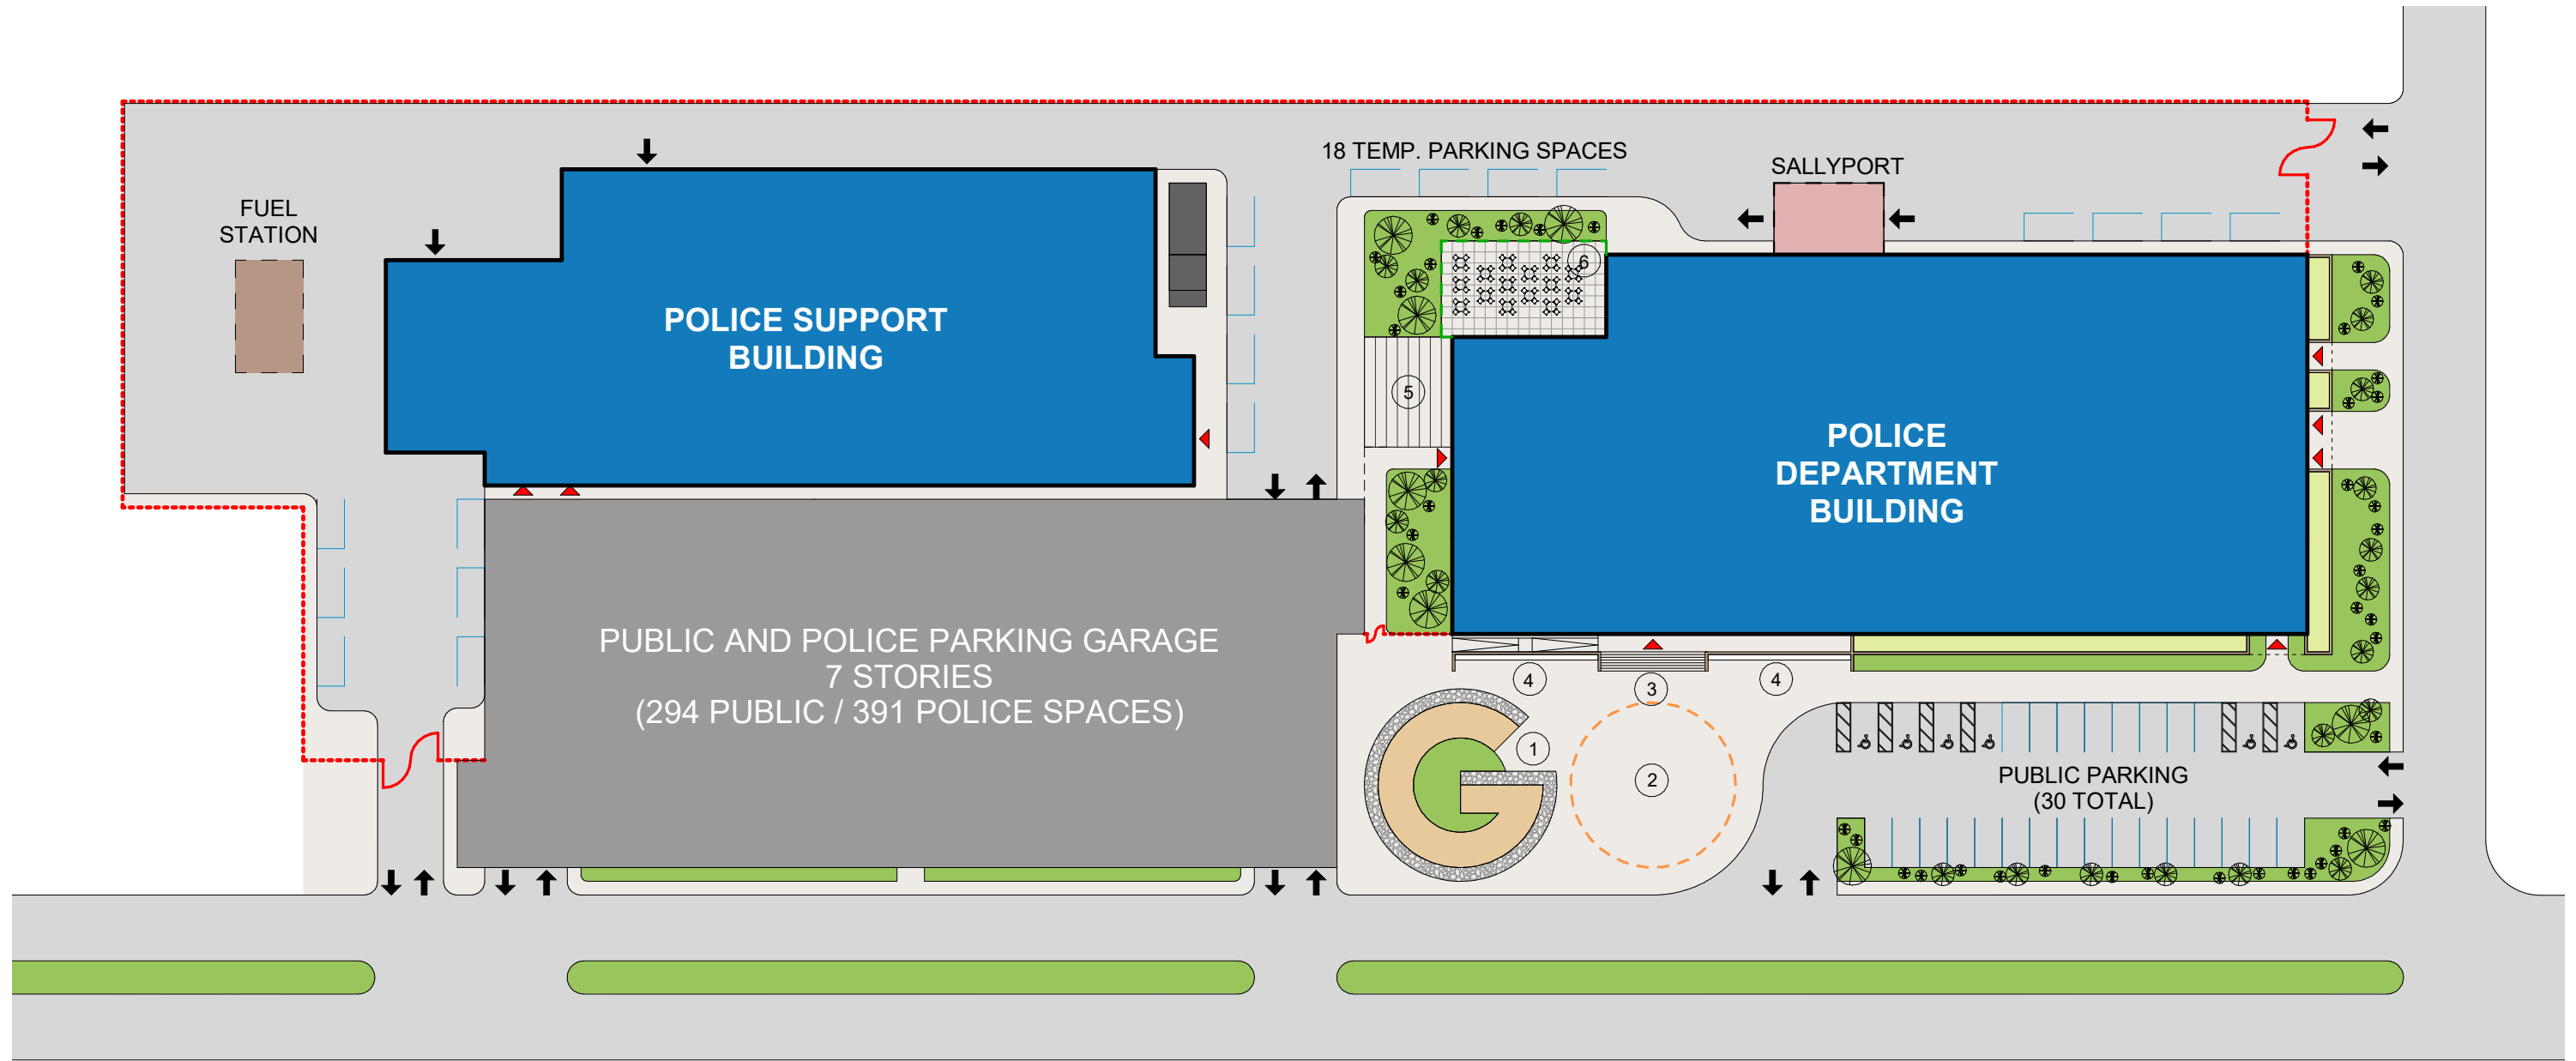 18 TEMP. PARKING SPACES
SALLYPORT
FUEL
STATION
6
POLICE SUPPORT
BUILDING
5
POLICE
DEPARTMENT
BUILDING
PUBLIC AND POLICE PARKING GARAGE
7 STORIES
(294 PUBLIC / 391 POLICE SPACES)
4
3
4
1
2
PUBLIC PARKING
(30 TOTAL)